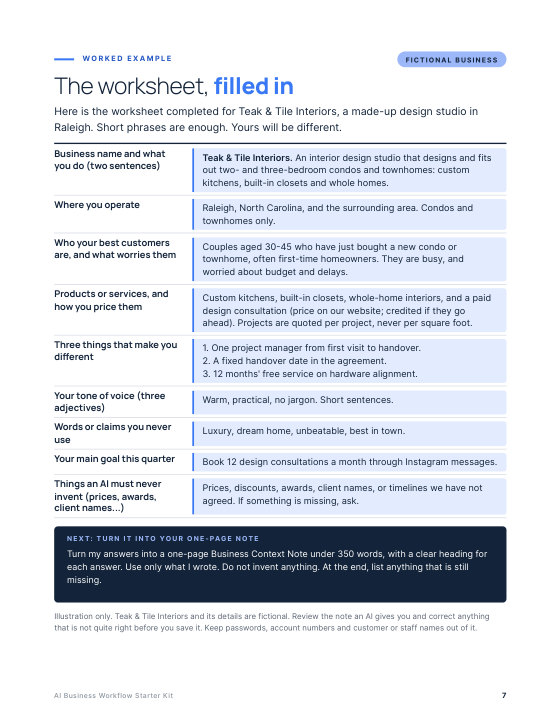 WORKED EXAMPLE
FICTIONAL BUSINESS
The worksheet, filled in
Here is the worksheet completed for Teak & Tile Interiors, a made-up design studio in
Raleigh. Short phrases are enough. Yours will be different.
Business name and what
you do (two sentences)
Teak & Tile Interiors. An interior design studio that designs and fits
out two- and three-bedroom condos and townhomes: custom
kitchens, built-in closets and whole homes.
Where you operate
Raleigh, North Carolina, and the surrounding area. Condos and
townhomes only.
Who your best customers
are, and what worries them
Couples aged 30-45 who have just bought a new condo or
townhome, often first-time homeowners. They are busy, and
worried about budget and delays.
Products or services, and
how you price them
Custom kitchens, built-in closets, whole-home interiors, and a paid
design consultation (price on our website; credited if they go
ahead). Projects are quoted per project, never per square foot.
Three things that make you
different
1. One project manager from first visit to handover.
2. A fixed handover date in the agreement.
3. 12 months' free service on hardware alignment.
Your tone of voice (three
adjectives)
Warm, practical, no jargon. Short sentences.
Words or claims you never
use
Luxury, dream home, unbeatable, best in town.
Your main goal this quarter
Book 12 design consultations a month through Instagram messages.
Things an AI must never
invent (prices, awards,
client names...)
Prices, discounts, awards, client names, or timelines we have not
agreed. If something is missing, ask.
NEXT: TURN IT INTO YOUR ONE-PAGE NOTE
Turn my answers into a one-page Business Context Note under 350 words, with a clear heading for
each answer. Use only what I wrote. Do not invent anything. At the end, list anything that is still
missing.
Illustration only. Teak & Tile Interiors and its details are fictional. Review the note an AI gives you and correct anything
that is not quite right before you save it. Keep passwords, account numbers and customer or staff names out of it.
AI Business Workflow Starter Kit
7